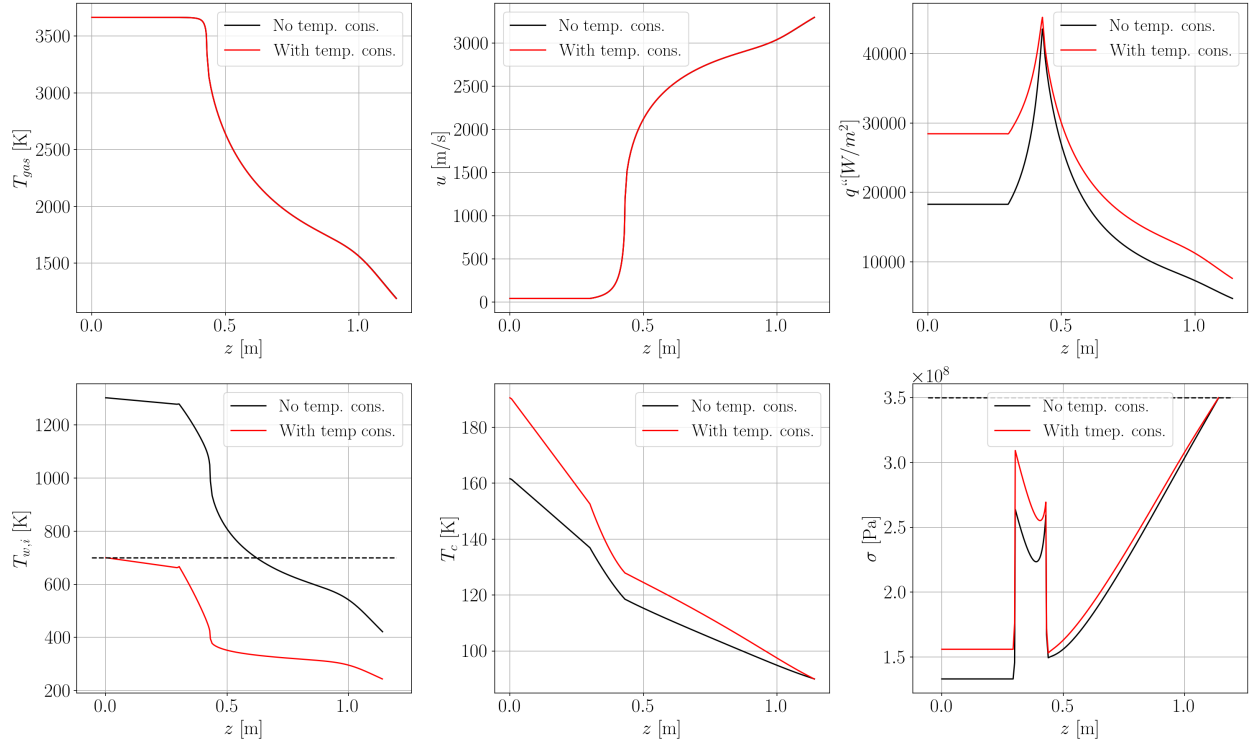 No temp. cons.
With temp. cons.
3500
3000
2500
2000
1500
T_gas [K]
0.0 0.5 1.0
z [m]
No temp. cons.
With temp. cons.
3000
2500
2000
1500
1000
500
0
u [m/s]
0.0 0.5 1.0
z [m]
No temp. cons.
With temp. cons.
40000
30000
20000
10000
q“[W/m²]
0.0 0.5 1.0
z [m]
No temp. cons.
With temp cons.
1200
1000
800
600
400
200
T_w,i [K]
0.0 0.5 1.0
z [m]
No temp. cons.
With temp. cons.
180
160
140
120
100
T_c [K]
0.0 0.5 1.0
z [m]
×10⁸
No temp. cons.
With tmep. cons.
3.5
3.0
2.5
2.0
1.5
σ [Pa]
0.0 0.5 1.0
z [m]